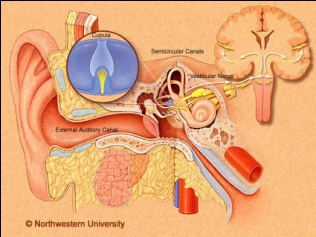 Cupula
Semicircular Canals
Vestibular Nerve
External Auditory Canal
© Northwestern University